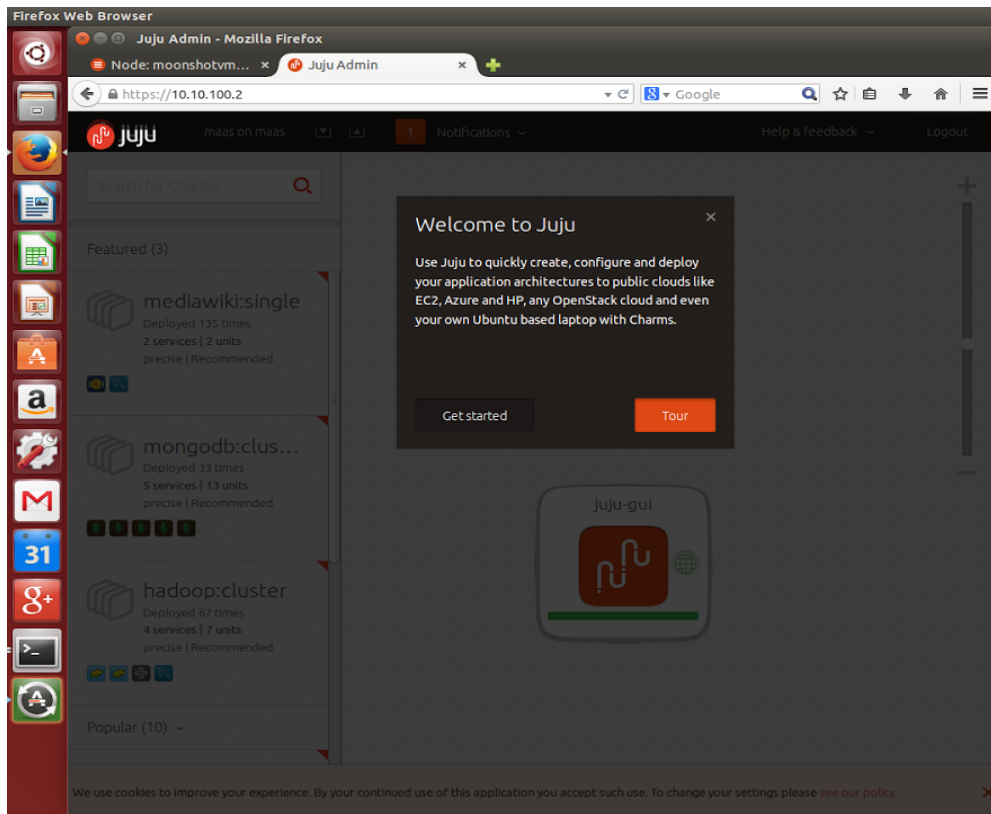 Firefox Web Browser
Juju Admin - Mozilla Firefox
Node: moonshotvm... × Juju Admin ×
https://10.10.100.2 8 Google
juju maas on maas 1 Notifications Help & feedback Logout
Search for Charms
Featured (3)
mediawiki:single
Deployed 135 times
2 services | 2 units
precise | Recommended
mongodb:clus...
Deployed 33 times
5 services | 13 units
precise | Recommended
hadoop:cluster
Deployed 67 times
4 services | 7 units
precise | Recommended
Popular (10)
Welcome to Juju ×
Use Juju to quickly create, configure and deploy
your application architectures to public clouds like
EC2, Azure and HP, any OpenStack cloud and even
your own Ubuntu based laptop with Charms.
Get started Tour
juju-gui
We use cookies to improve your experience. By your continued use of this application you accept such use. To change your settings please see our policy
a
M
31
8+
>_